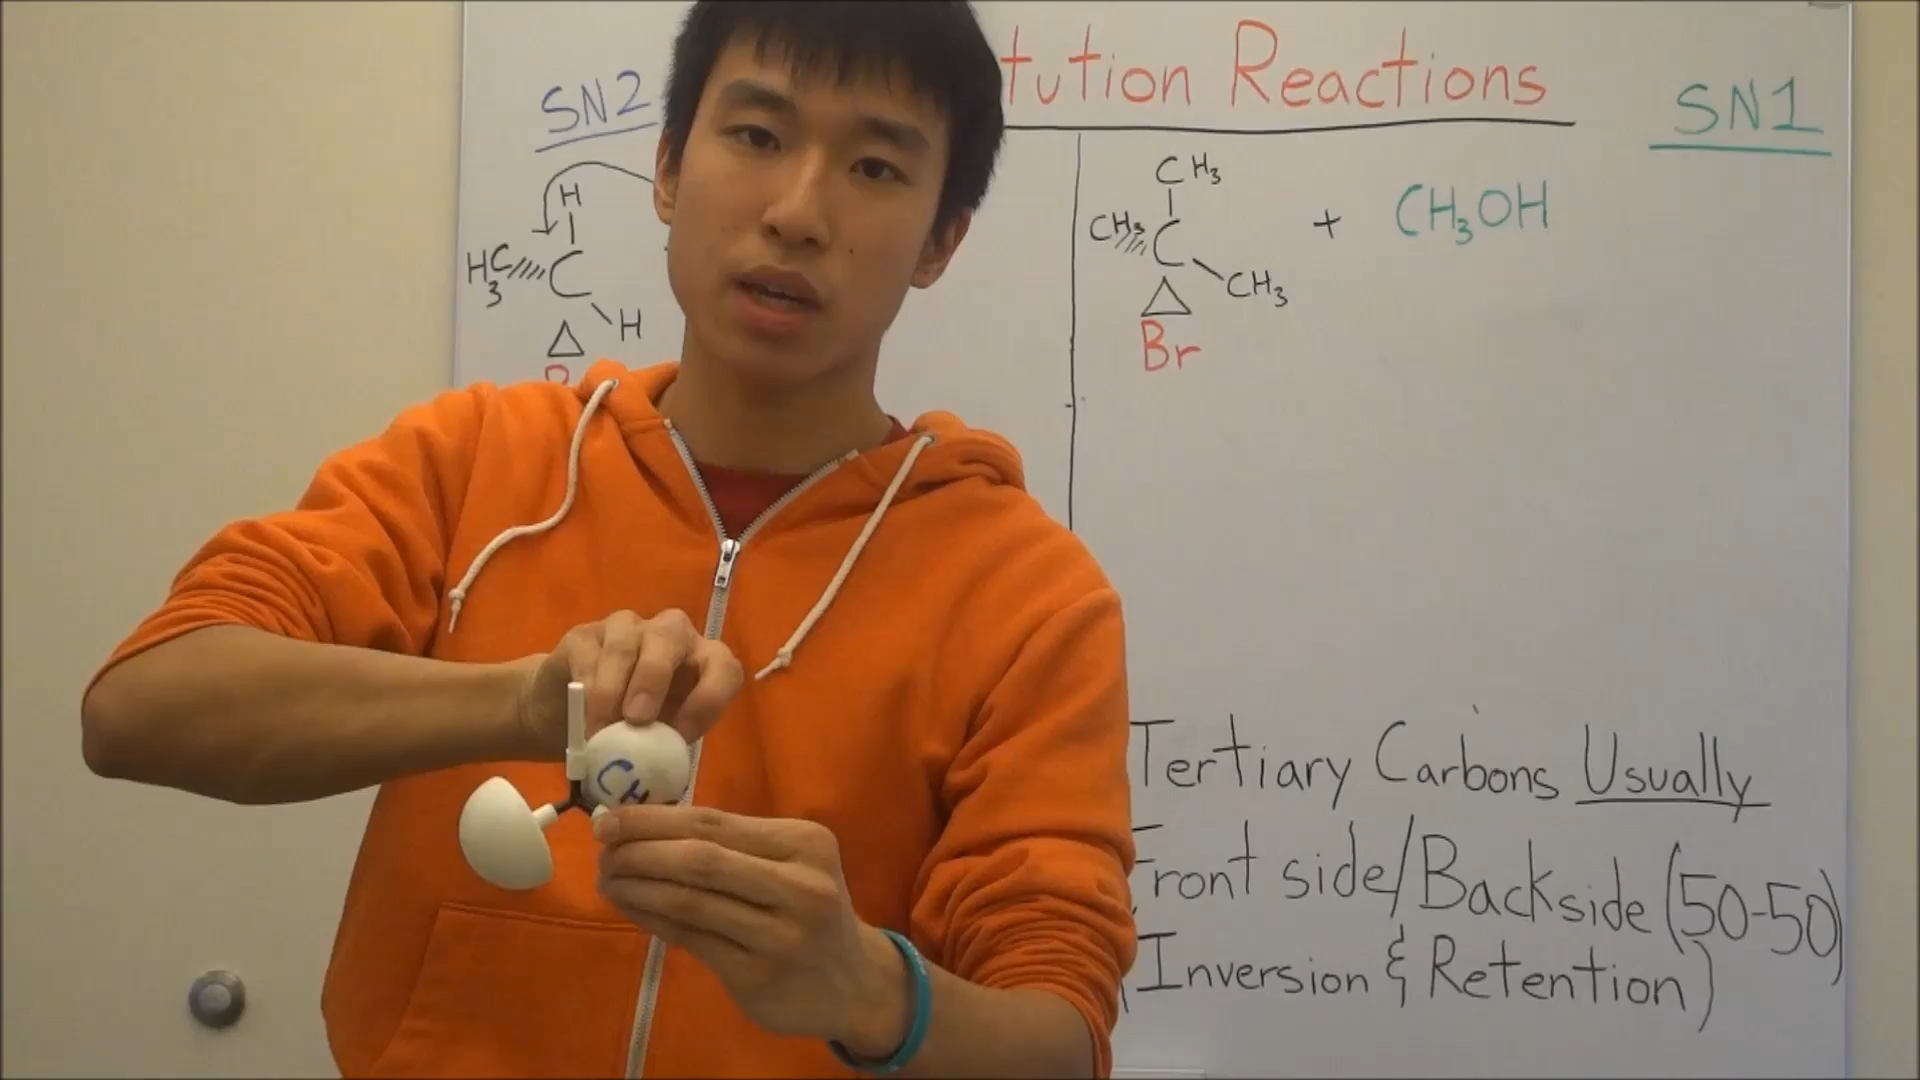 tution Reactions
SN2
SN1
H
H3C C
H
CH3
CH3 C
CH3
Br
+ CH3OH
CH
Tertiary Carbons Usually
Front side/Backside (50-50)
(Inversion & Retention)